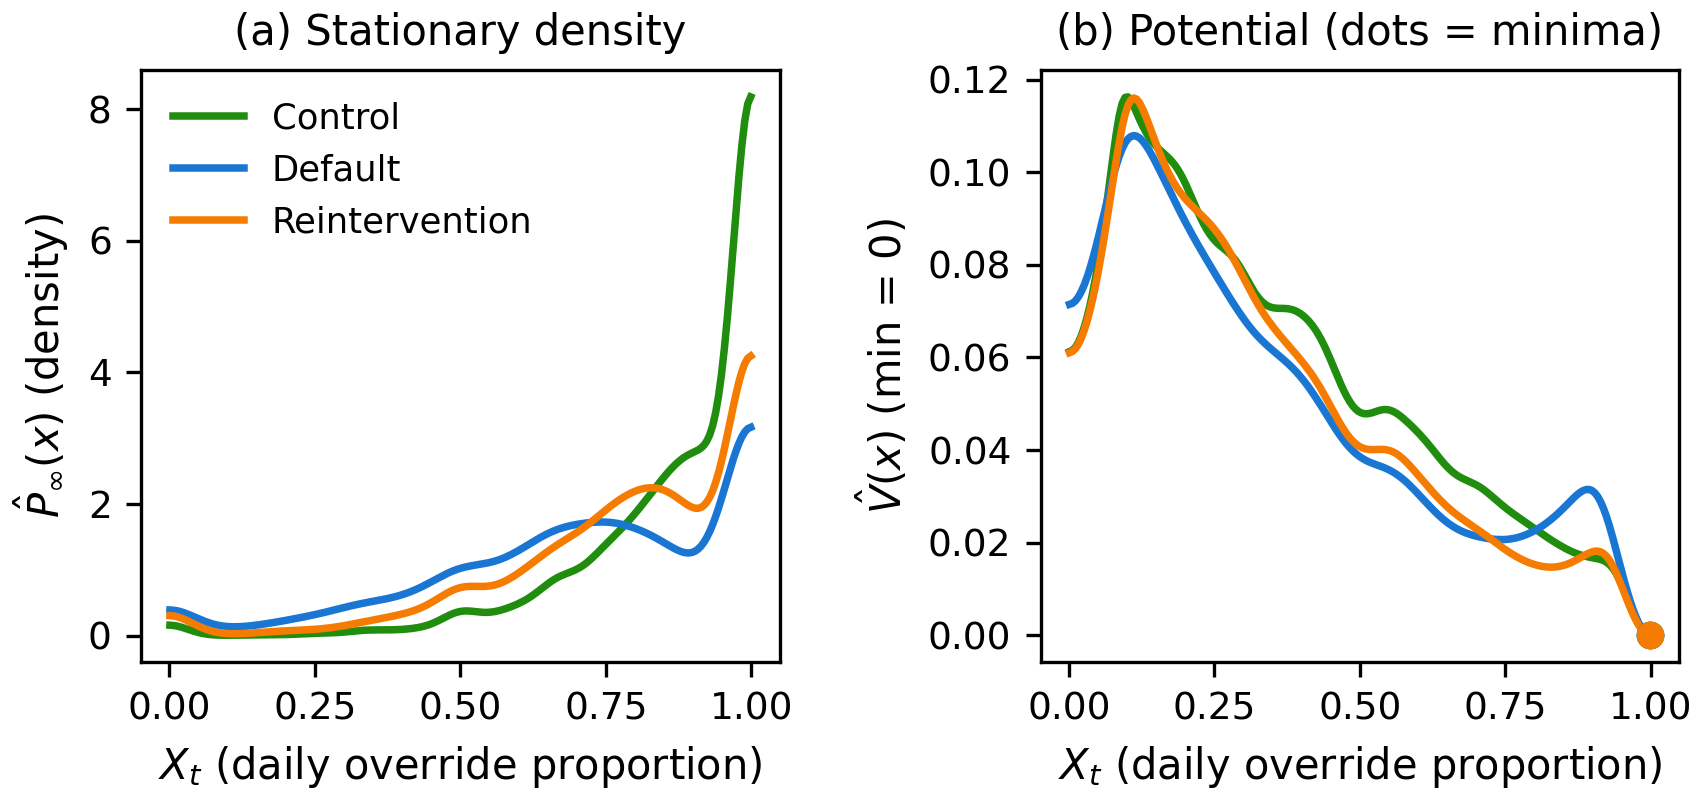 (a) Stationary density
8
6
4
2
0
P̂∞(x) (density)
Control
Default
Reintervention
0.00 0.25 0.50 0.75 1.00
Xt (daily override proportion)
(b) Potential (dots = minima)
0.12
0.10
0.08
0.06
0.04
0.02
0.00
V̂(x) (min = 0)
0.00 0.25 0.50 0.75 1.00
Xt (daily override proportion)